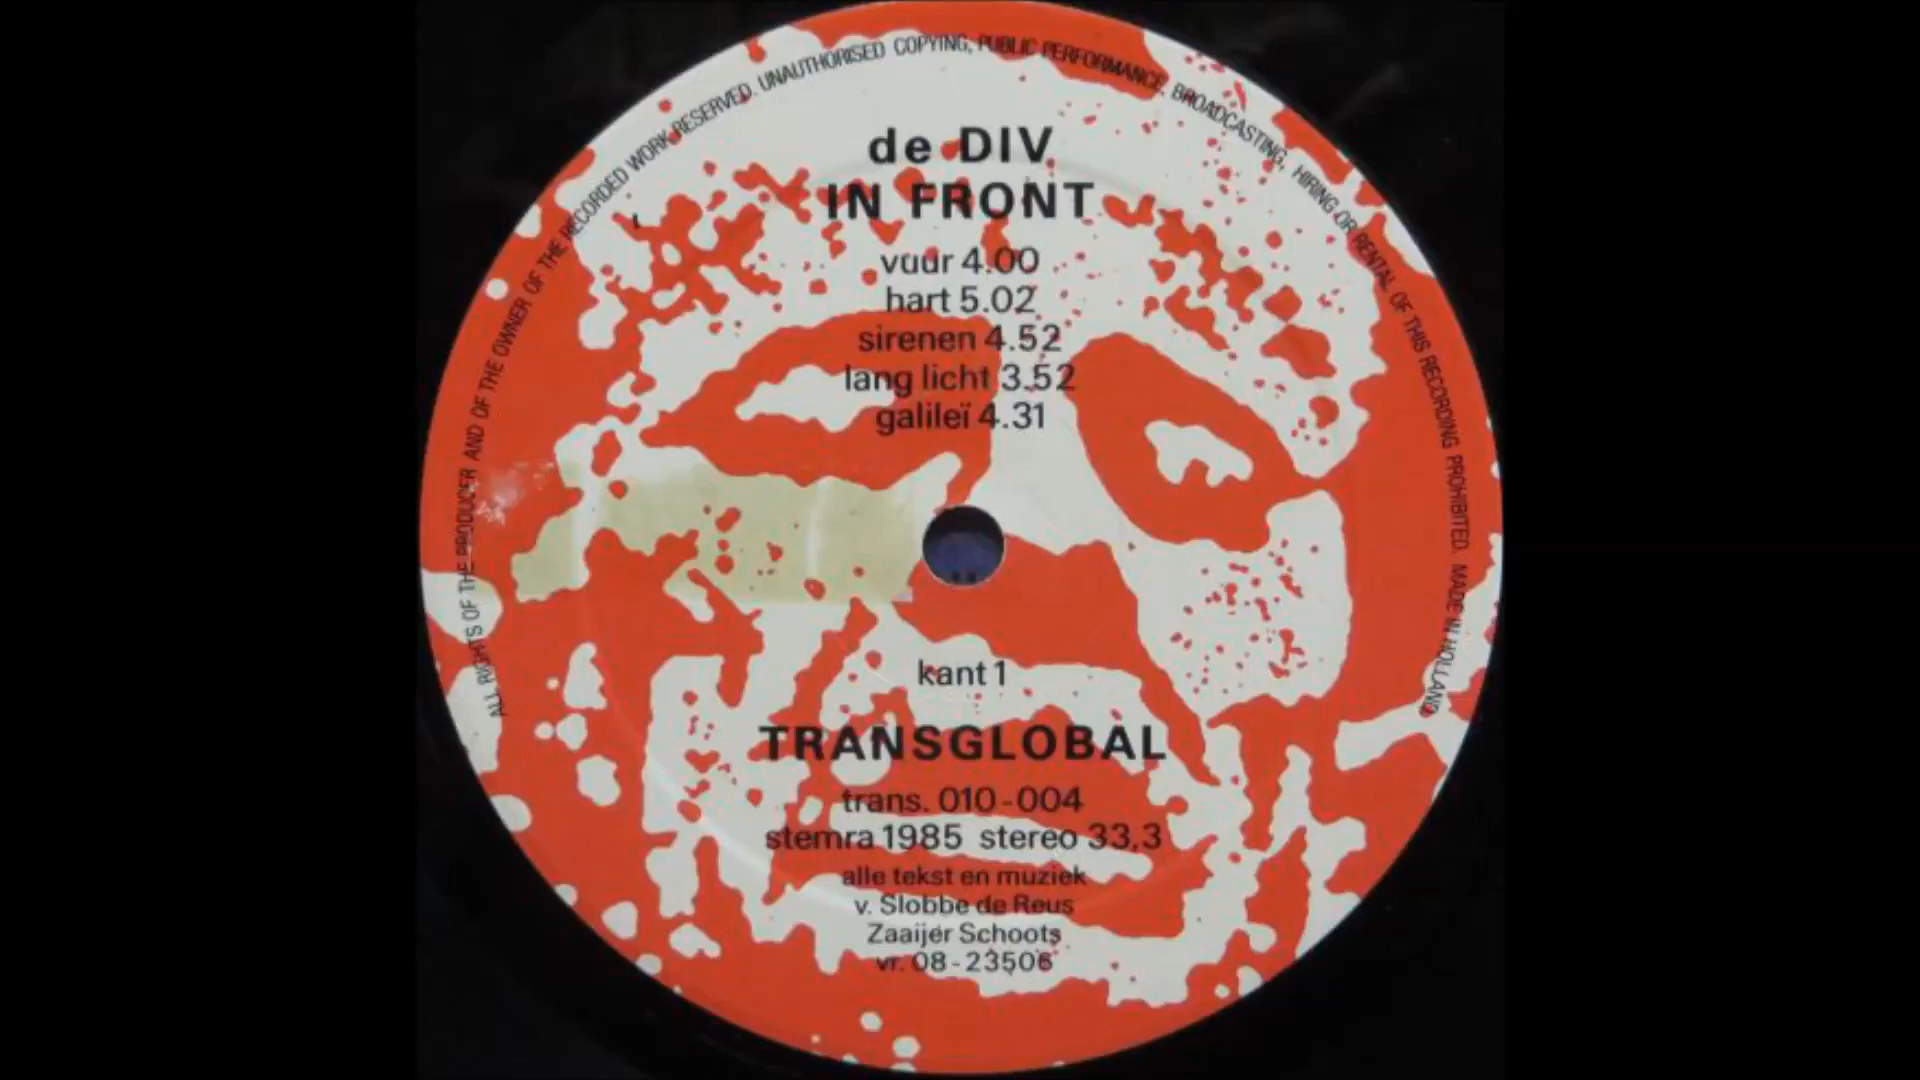 ALL RIGHTS OF THE PRODUCER AND OF THE OWNER OF THE RECORDED WORK RESERVED. UNAUTHORISED COPYING, PUBLIC PERFORMANCE, BROADCASTING, HIRING OR RENTAL OF THIS RECORDING PROHIBITED. MADE IN HOLLAND
de DIV
IN FRONT
vuur 4.00
hart 5.02
sirenen 4.52
lang licht 3.52
galileï 4.31
kant 1
TRANSGLOBAL
trans. 010-004
stemra 1985 stereo 33,3
alle tekst en muziek
v. Slobbe de Reus
Zaaijer Schoots
vr. 08-23506